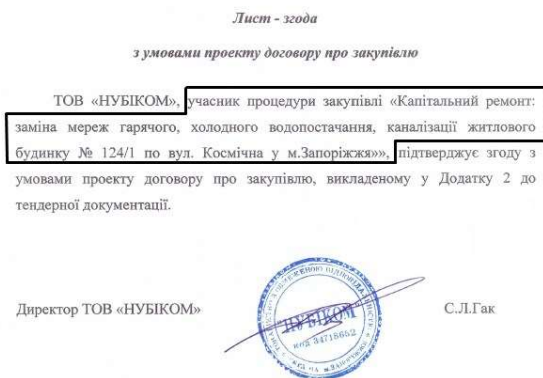 Лист - згода
з умовами проекту договору про закупівлю
ТОВ «НУБІКОМ», учасник процедури закупівлі «Капітальний ремонт:
заміна мереж гарячого, холодного водопостачання, каналізації житлового
будинку № 124/1 по вул. Космічна у м.Запоріжжя»», підтверджує згоду з
умовами проекту договору про закупівлю, викладеному у Додатку 2 до
тендерної документації.
Директор ТОВ «НУБІКОМ»
НУБІКОМ
код 34718652
С.Л.Гак